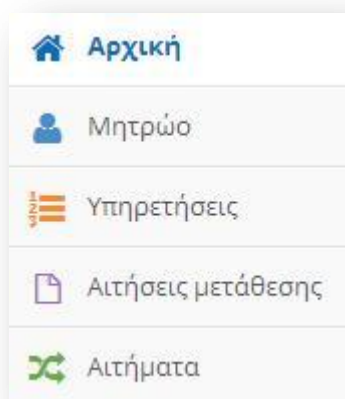 Αρχική
Μητρώο
Υπηρετήσεις
Αιτήσεις μετάθεσης
Αιτήματα